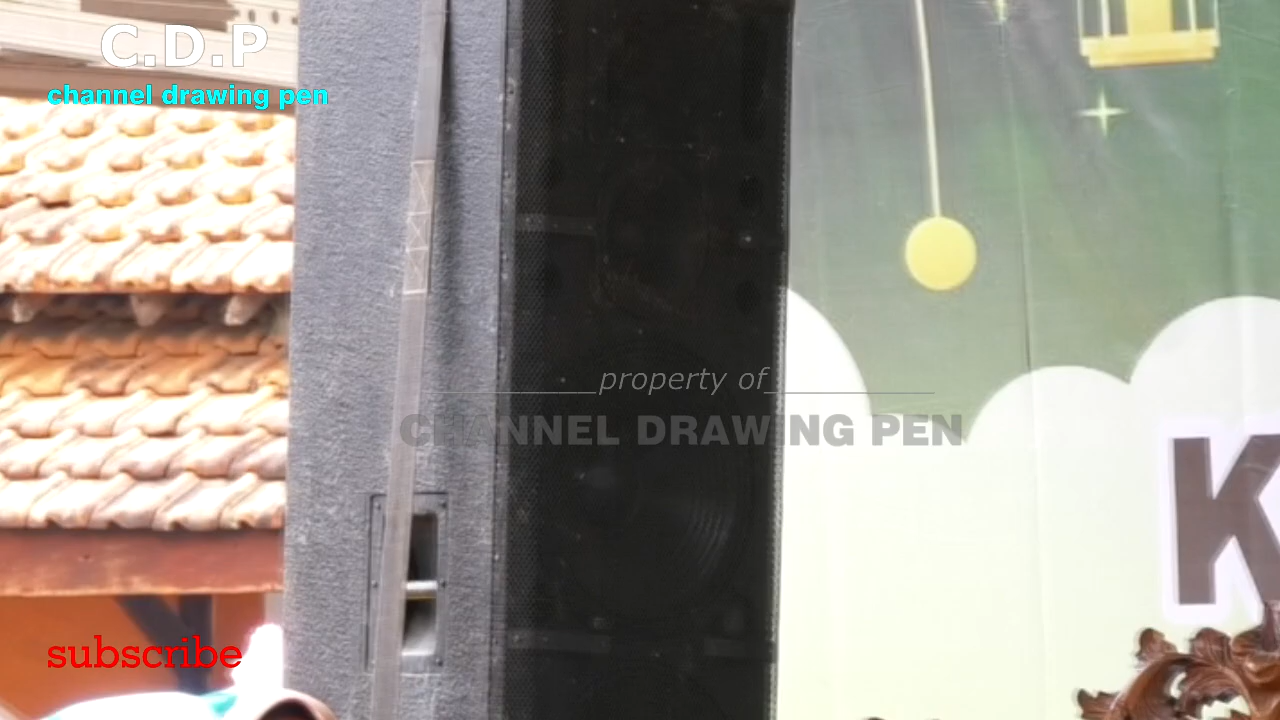 C.D.P
channel drawing pen
property of
CHANNEL DRAWING PEN
K
subscribe